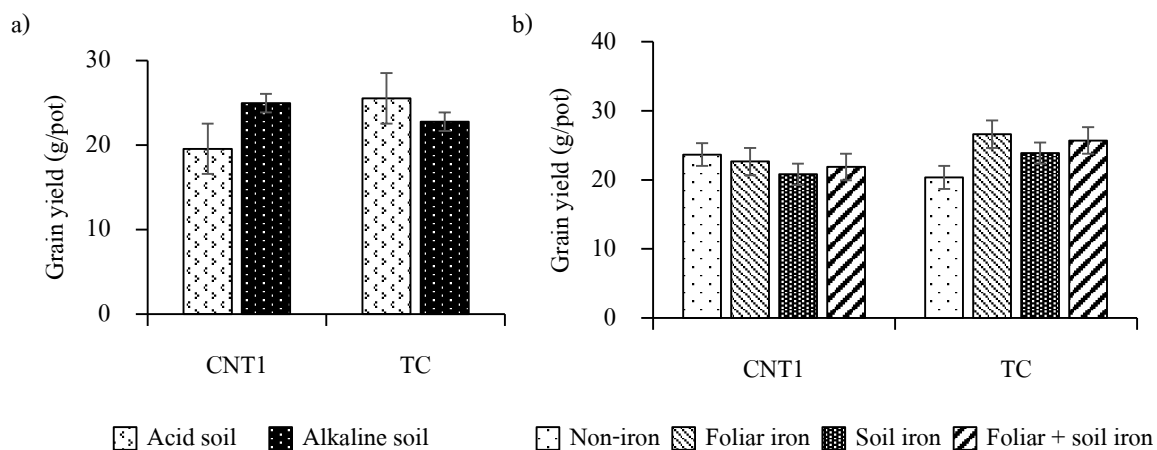 a)
Grain yield (g/pot)
30
20
10
0
CNT1 TC
Acid soil Alkaline soil
b)
Grain yield (g/pot)
40
30
20
10
0
CNT1 TC
Non-iron Foliar iron Soil iron Foliar + soil iron